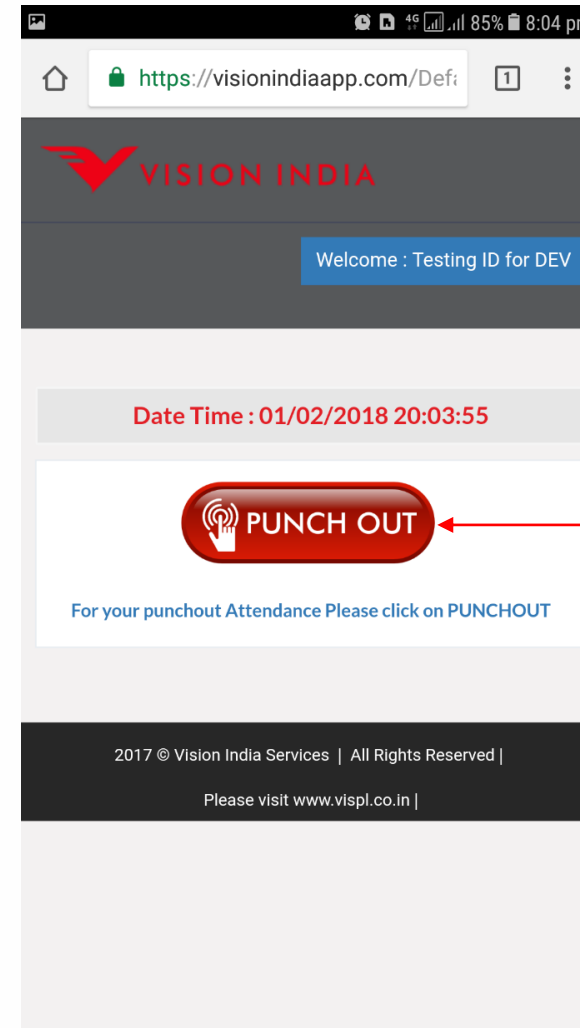 4G 85% 8:04 pm
https://visionindiaapp.com/Defa 1
VISION INDIA
Welcome : Testing ID for DEV
Date Time : 01/02/2018 20:03:55
PUNCH OUT
For your punchout Attendance Please click on PUNCHOUT
2017 © Vision India Services | All Rights Reserved |
Please visit www.vispl.co.in |